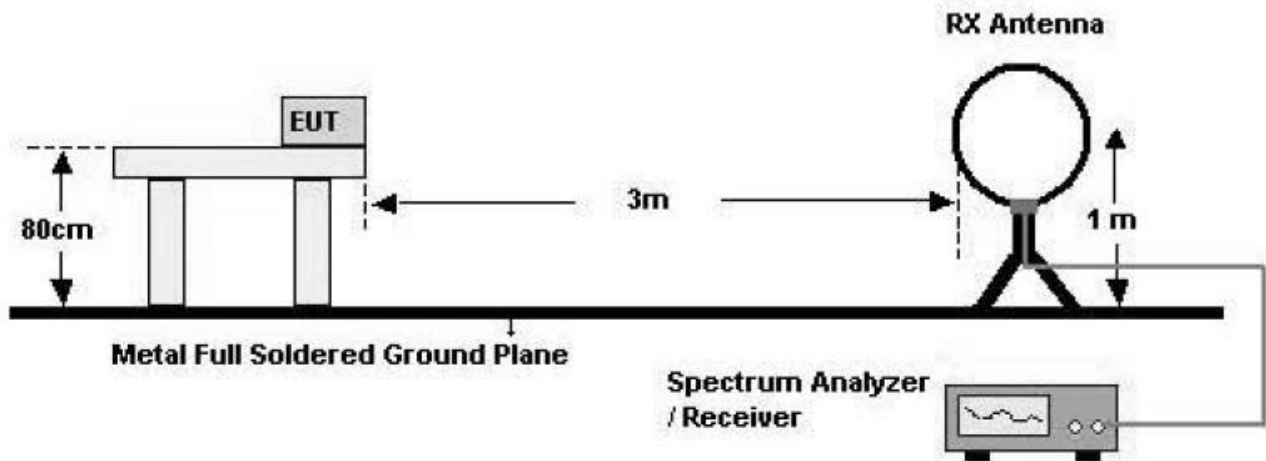 RX Antenna
EUT
80cm
3m
1 m
Metal Full Soldered Ground Plane
Spectrum Analyzer
/ Receiver